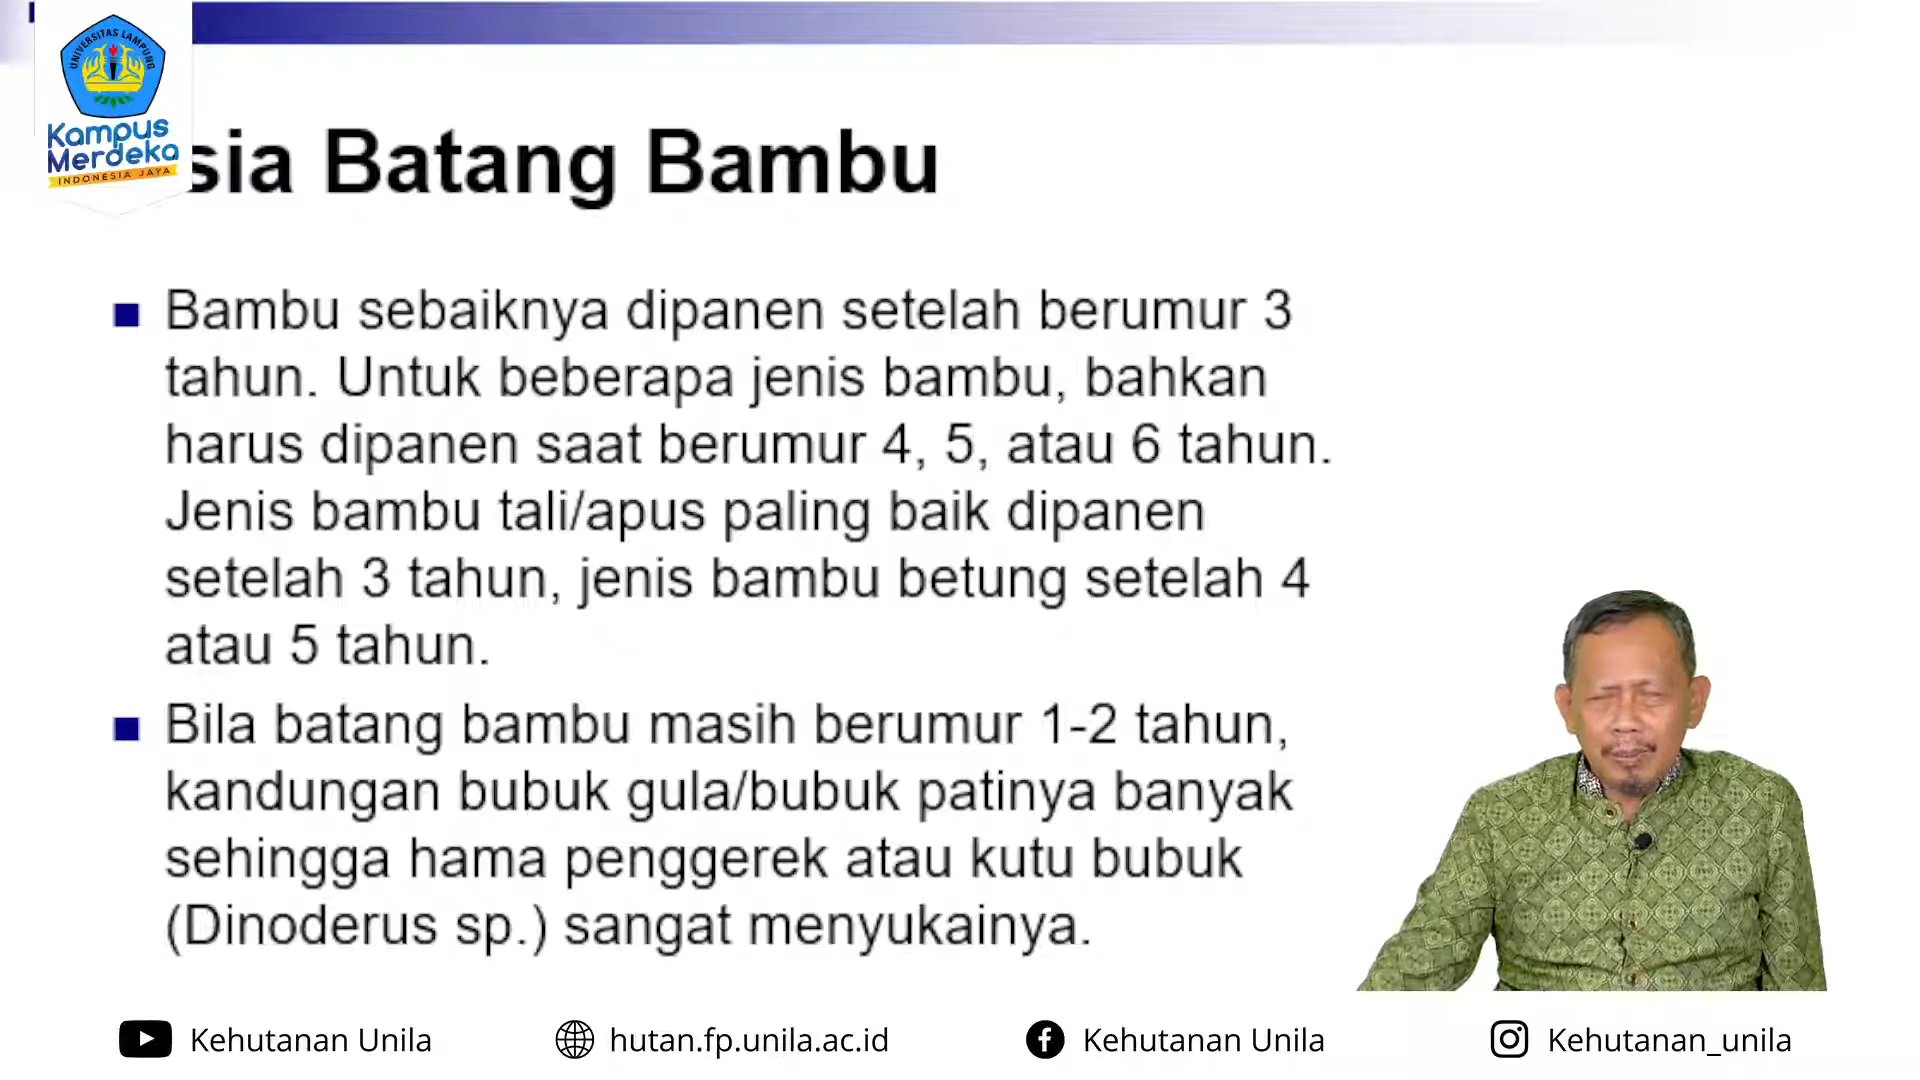 UNIVERSITAS LAMPUNG
Kampus
Merdeka
INDONESIA JAYA
sia Batang Bambu
Bambu sebaiknya dipanen setelah berumur 3
tahun. Untuk beberapa jenis bambu, bahkan
harus dipanen saat berumur 4, 5, atau 6 tahun.
Jenis bambu tali/apus paling baik dipanen
setelah 3 tahun, jenis bambu betung setelah 4
atau 5 tahun.
Bila batang bambu masih berumur 1-2 tahun,
kandungan bubuk gula/bubuk patinya banyak
sehingga hama penggerek atau kutu bubuk
(Dinoderus sp.) sangat menyukainya.
Kehutanan Unila
hutan.fp.unila.ac.id
Kehutanan Unila
Kehutanan_unila